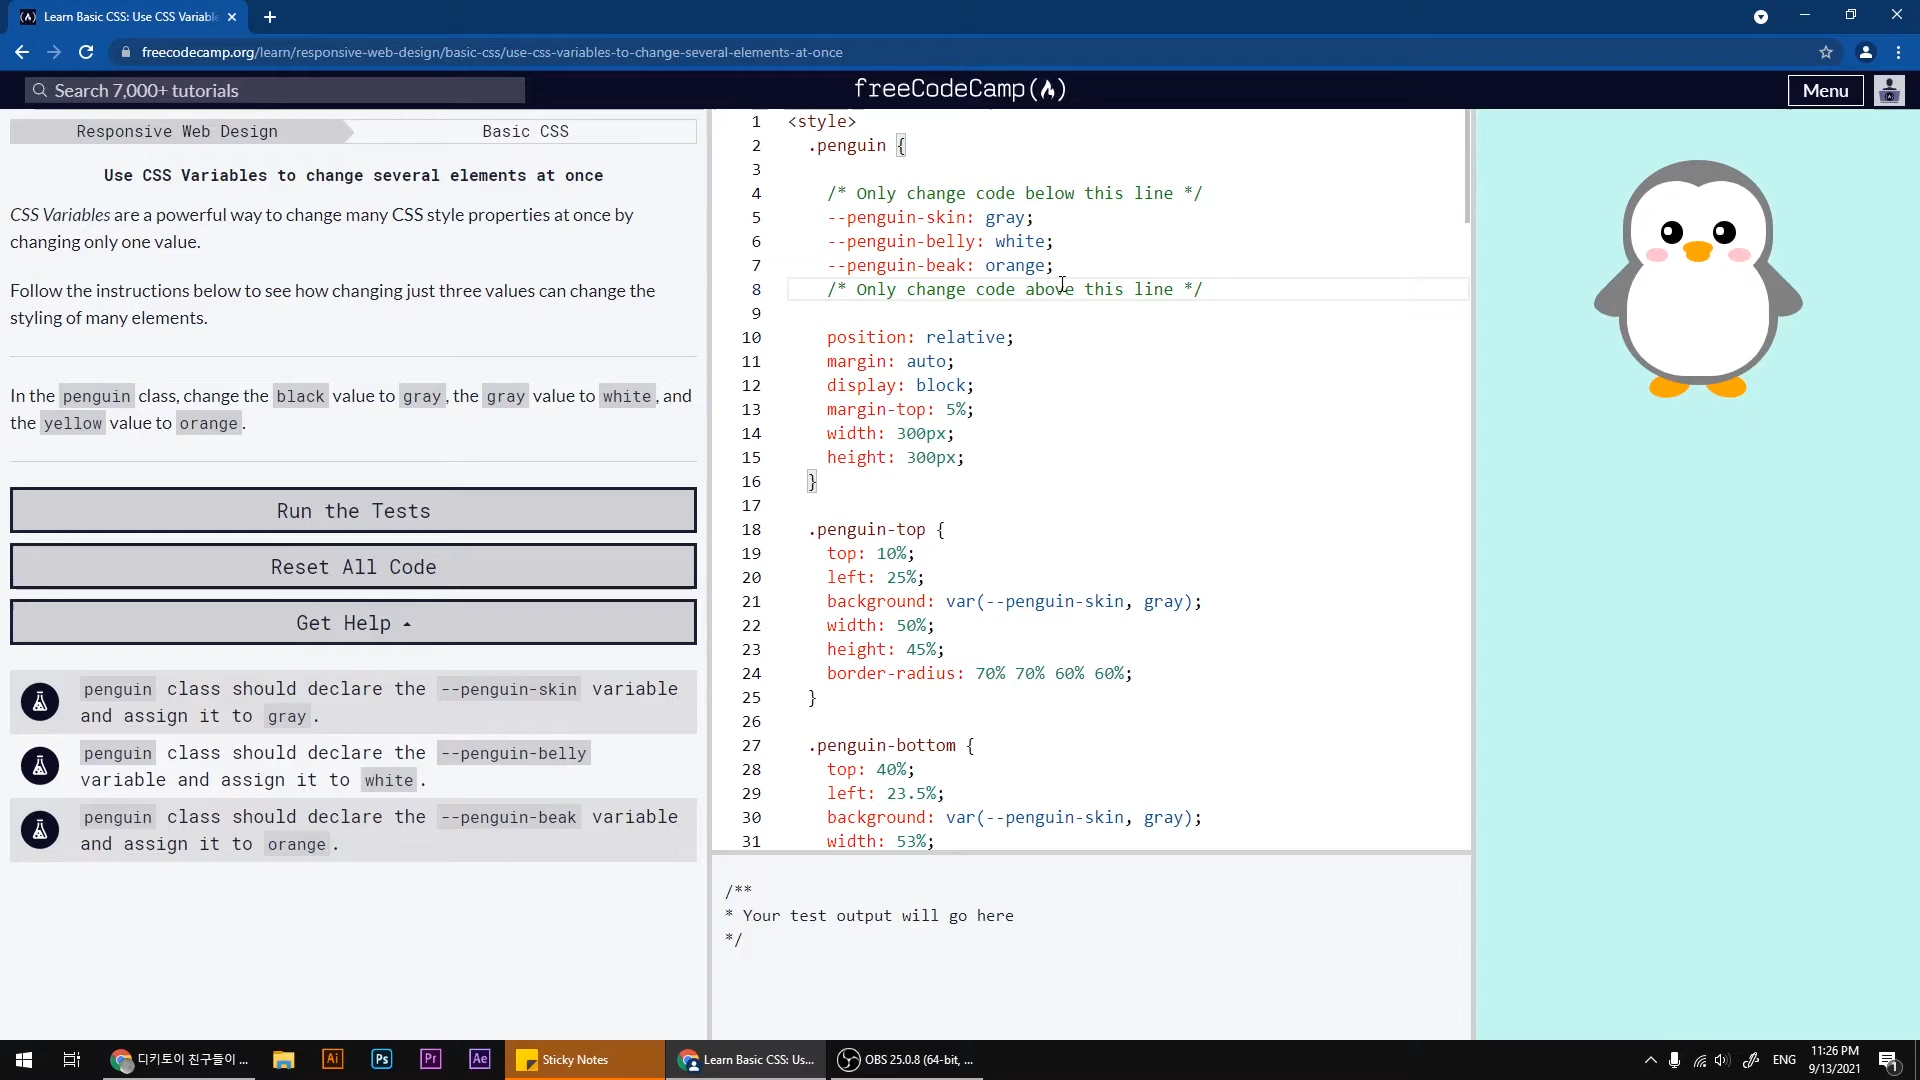 Learn Basic CSS: Use CSS Variable
freecodecamp.org/learn/responsive-web-design/basic-css/use-css-variables-to-change-several-elements-at-once
Search 7,000+ tutorials
freeCodeCamp
Menu
Responsive Web Design
Basic CSS
Use CSS Variables to change several elements at once
CSS Variables are a powerful way to change many CSS style properties at once by
changing only one value.
Follow the instructions below to see how changing just three values can change the
styling of many elements.
In the penguin class, change the black value to gray, the gray value to white, and
the yellow value to orange.
Run the Tests
Reset All Code
Get Help
penguin class should declare the --penguin-skin variable
and assign it to gray.
penguin class should declare the --penguin-belly
variable and assign it to white.
penguin class should declare the --penguin-beak variable
and assign it to orange.
1 <style>
2 .penguin {
3
4 /* Only change code below this line */
5 --penguin-skin: gray;
6 --penguin-belly: white;
7 --penguin-beak: orange;
8 /* Only change code above this line */
9
10 position: relative;
11 margin: auto;
12 display: block;
13 margin-top: 5%;
14 width: 300px;
15 height: 300px;
16 }
17
18 .penguin-top {
19 top: 10%;
20 left: 25%;
21 background: var(--penguin-skin, gray);
22 width: 50%;
23 height: 45%;
24 border-radius: 70% 70% 60% 60%;
25 }
26
27 .penguin-bottom {
28 top: 40%;
29 left: 23.5%;
30 background: var(--penguin-skin, gray);
31 width: 53%;
/**
* Your test output will go here
*/
디키토이 친구들이 ...
Ai
Ps
Pr
Ae
Sticky Notes
Learn Basic CSS: Us...
OBS 25.0.8 (64-bit, ...
ENG
11:26 PM
9/13/2021
1